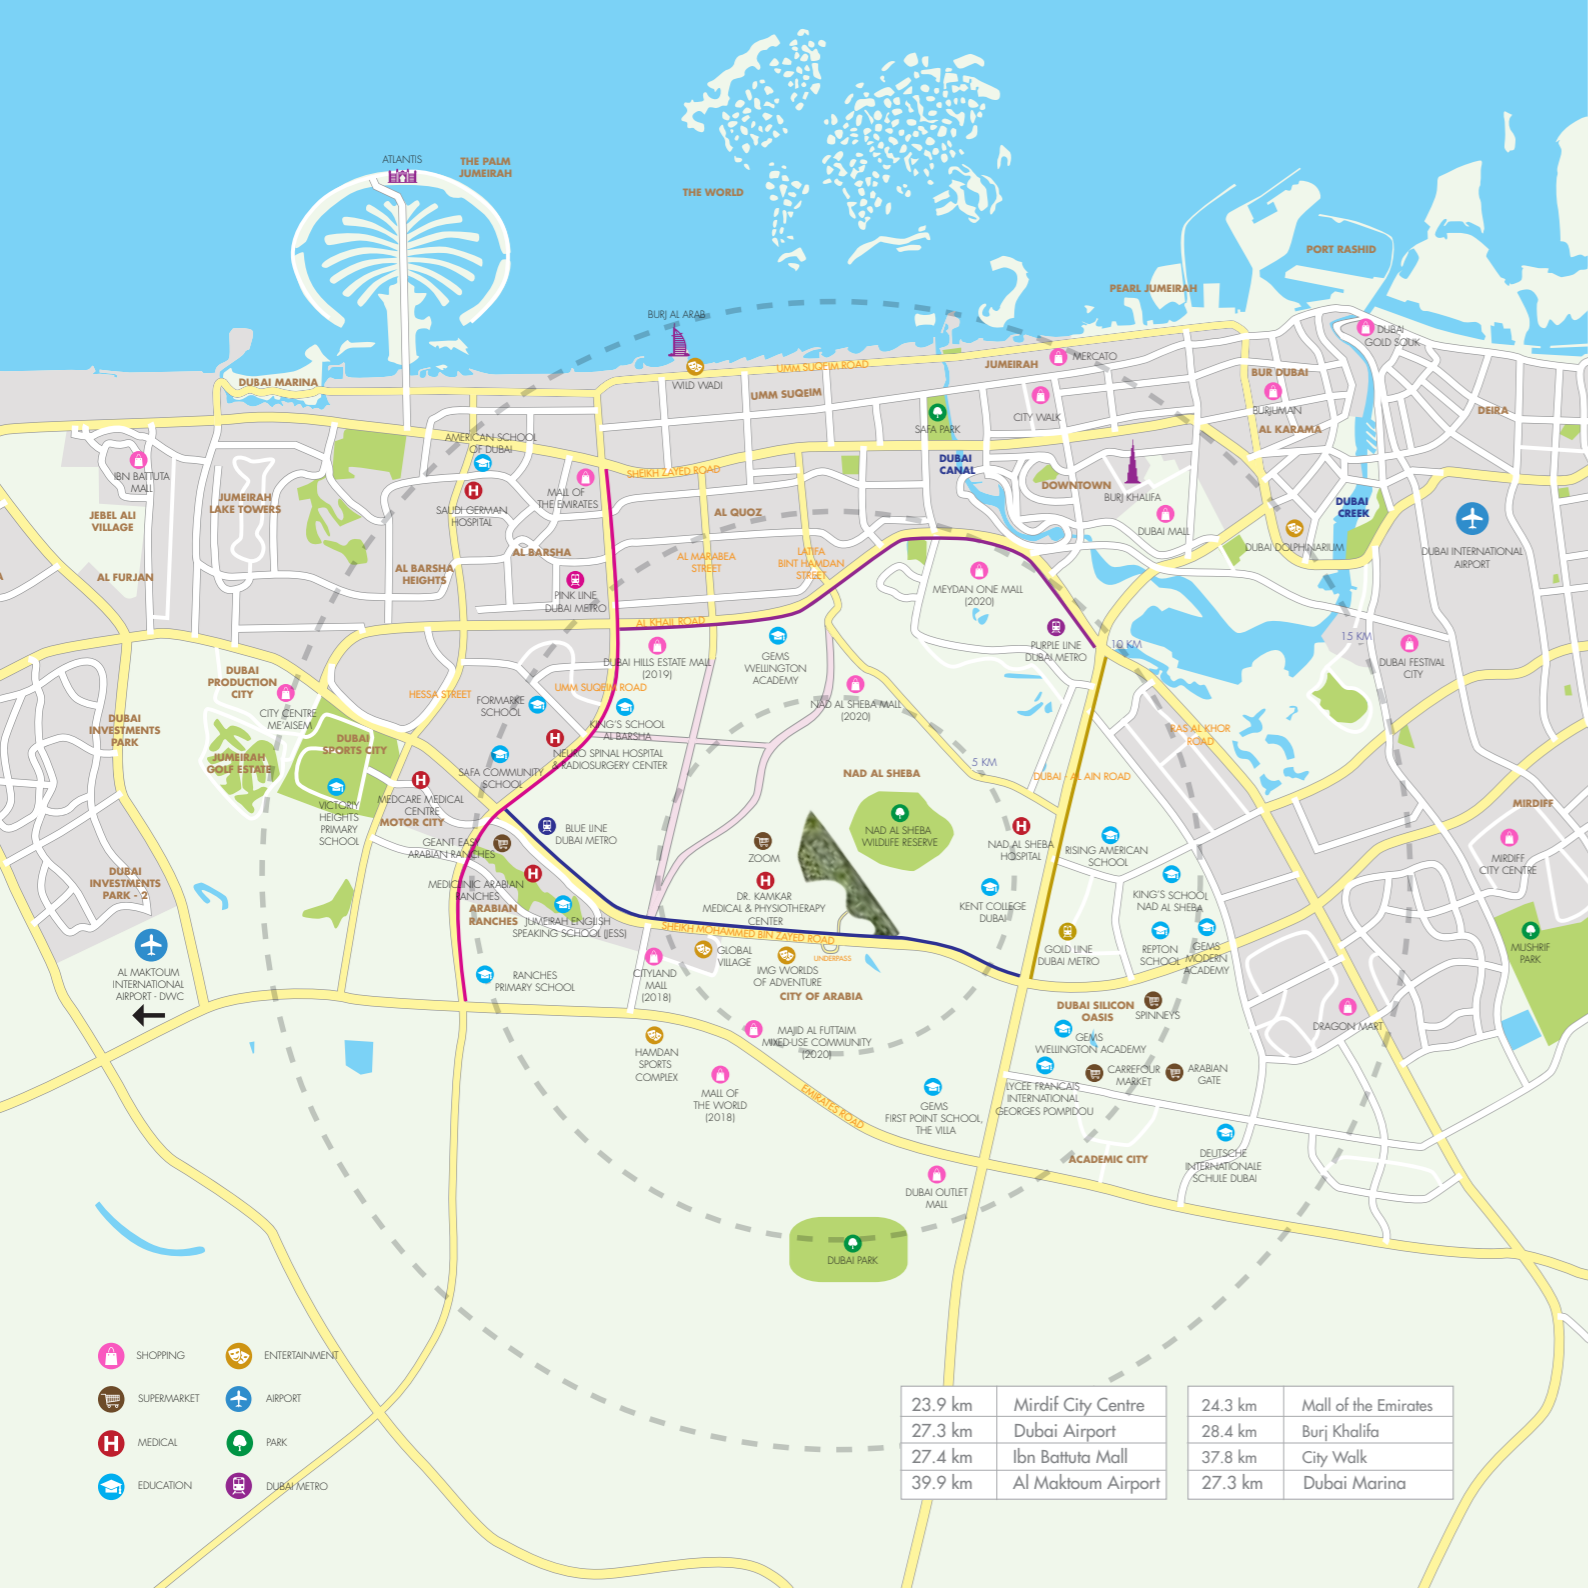 ATLANTIS
THE PALM
JUMEIRAH
THE WORLD
PORT RASHID
PEARL JUMEIRAH
BURJ AL ARAB
DUBAI
GOLD SOUK
MERCATO
JUMEIRAH
UMM SUQEIM ROAD
WILD WADI
DUBAI MARINA
UMM SUQEIM
BUR DUBAI
CITY WALK
BURJUMAN
DEIRA
SAFA PARK
AL KARAMA
AMERICAN SCHOOL
OF DUBAI
IBN BATTUTA
MALL
SHEIKH ZAYED ROAD
DUBAI
CANAL
DOWNTOWN
MALL OF
THE EMIRATES
JUMEIRAH
LAKE TOWERS
BURJ KHALIFA
DUBAI
CREEK
SAUDI GERMAN
HOSPITAL
JEBEL ALI
VILLAGE
AL QUOZ
DUBAI MALL
DUBAI DOLPHINARIUM
DUBAI INTERNATIONAL
AIRPORT
AL BARSHA
AL MARABEA
STREET
LATIFA
BINT HAMDAN
STREET
AL BARSHA
HEIGHTS
AL FURJAN
A
MEYDAN ONE MALL
(2020)
PINK LINE
DUBAI METRO
AL KHAIL ROAD
PURPLE LINE
DUBAI METRO
10 KM
15 KM
DUBAI HILLS ESTATE MALL
(2019)
GEMS
WELLINGTON
ACADEMY
DUBAI FESTIVAL
CITY
DUBAI
PRODUCTION
CITY
HESSA STREET
UMM SUQEIM ROAD
CITY CENTRE
ME'AISEM
FORMARKE
SCHOOL
NAD AL SHEBA MALL
(2020)
KING'S SCHOOL
AL BARSHA
DUBAI
INVESTMENTS
PARK
DUBAI
SPORTS CITY
RAS AL KHOR
ROAD
NEURO SPINAL HOSPITAL
& RADIOSURGERY CENTER
JUMEIRAH
GOLF ESTATE
SAFA COMMUNITY
SCHOOL
NAD AL SHEBA
5 KM
DUBAI - AL AIN ROAD
MEDCARE MEDICAL
CENTRE
MOTOR CITY
VICTORIY
HEIGHTS
PRIMARY
SCHOOL
MIRDIFF
BLUE LINE
DUBAI METRO
NAD AL SHEBA
WILDLIFE RESERVE
GEANT EAST
ARABIAN RANCHES
ZOOM
NAD AL SHEBA
HOSPITAL
RISING AMERICAN
SCHOOL
MIRDIFF
CITY CENTRE
DUBAI
INVESTMENTS
PARK - 2
MEDICLINIC ARABIAN
RANCHES
ARABIAN
RANCHES
DR. KAMKAR
MEDICAL & PHYSIOTHERAPY
CENTER
KING'S SCHOOL
NAD AL SHEBA
KENT COLLEGE
DUBAI
JUMEIRAH ENGLISH
SPEAKING SCHOOL (JESS)
SHEIKH MOHAMMED BIN ZAYED ROAD
GLOBAL
VILLAGE
UNDERPASS
GOLD LINE
DUBAI METRO
REPTON
SCHOOL
GEMS
MODERN
ACADEMY
MUSHRIF
PARK
AL MAKTOUM
INTERNATIONAL
AIRPORT - DWC
RANCHES
PRIMARY SCHOOL
CITYLAND
MALL
(2018)
IMG WORLDS
OF ADVENTURE
CITY OF ARABIA
DUBAI SILICON
OASIS
SPINNEYS
DRAGON MART
MAJID AL FUTTAIM
MIXED-USE COMMUNITY
(2020)
GEMS
WELLINGTON ACADEMY
HAMDAN
SPORTS
COMPLEX
CARREFOUR
MARKET
ARABIAN
GATE
LYCEE FRANCAIS
INTERNATIONAL
GEORGES POMPIDOU
MALL OF
THE WORLD
(2018)
EMIRATES ROAD
GEMS
FIRST POINT SCHOOL,
THE VILLA
ACADEMIC CITY
DEUTSCHE
INTERNATIONALE
SCHULE DUBAI
DUBAI OUTLET
MALL
DUBAI PARK
SHOPPING
ENTERTAINMENT
SUPERMARKET
AIRPORT
MEDICAL
PARK
EDUCATION
DUBAI METRO
23.9 km Mirdif City Centre
27.3 km Dubai Airport
27.4 km Ibn Battuta Mall
39.9 km Al Maktoum Airport
24.3 km Mall of the Emirates
28.4 km Burj Khalifa
37.8 km City Walk
27.3 km Dubai Marina